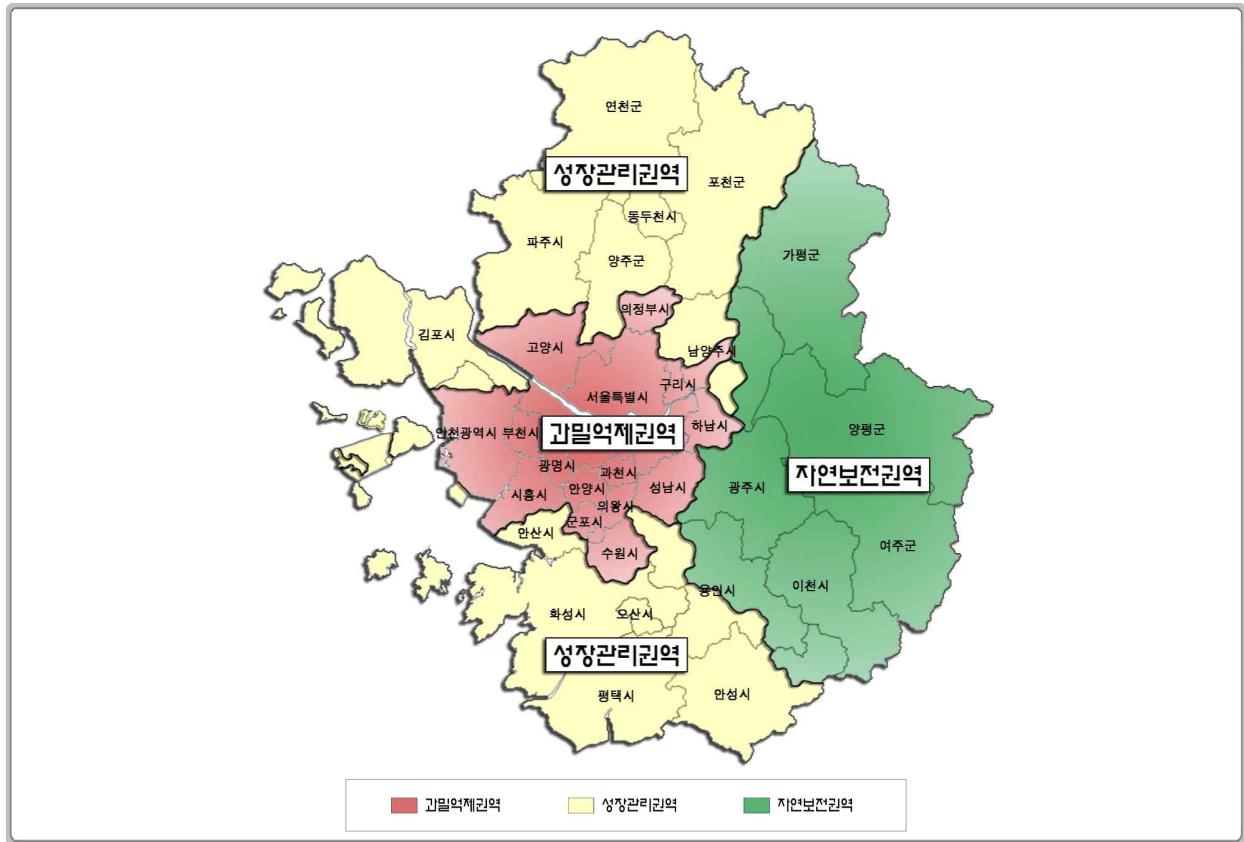 연천군
성장관리권역
포천군
동두천시
파주시
양주군
가평군
의정부시
김포시
고양시
남양주시
서울특별시
구리시
인천광역시
부천시
과밀억제권역
하남시
양평군
광명시
과천시
자연보전권역
시흥시
안양시
성남시
광주시
의왕시
군포시
안산시
수원시
여주군
용인시
이천시
화성시
오산시
성장관리권역
평택시
안성시
과밀억제권역
성장관리권역
자연보전권역